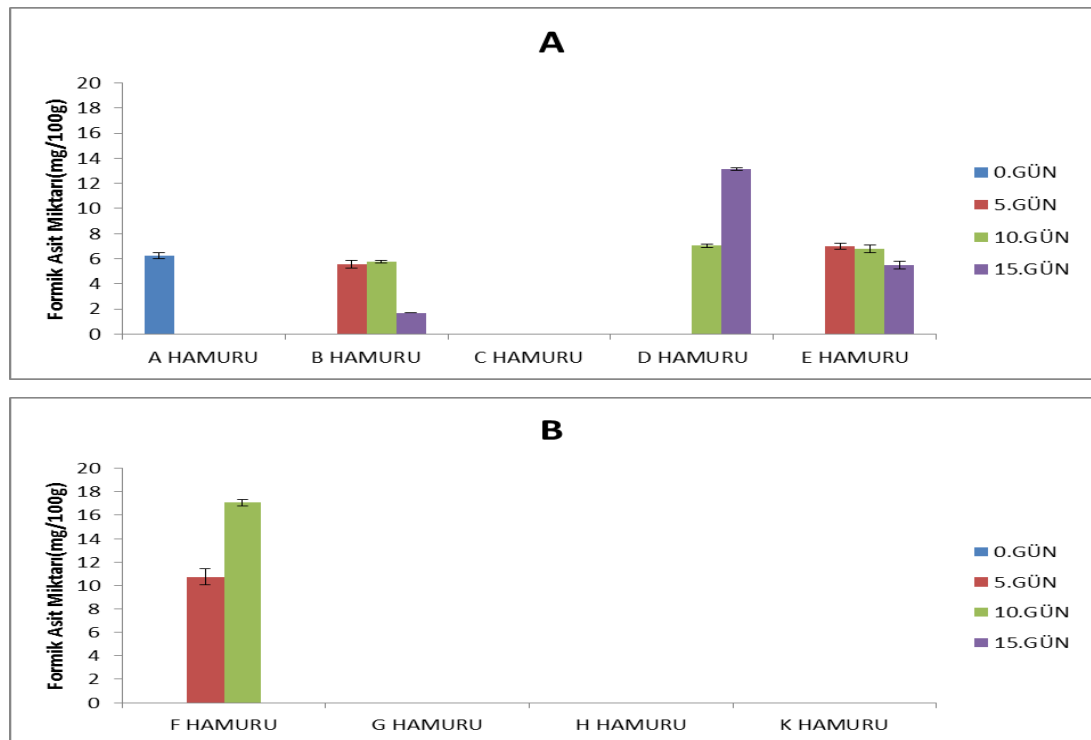 A
Formik Asit Miktarı(mg/100g)
20
18
16
14
12
10
8
6
4
2
0
A HAMURU B HAMURU C HAMURU D HAMURU E HAMURU
0.GÜN
5.GÜN
10.GÜN
15.GÜN
B
Formik Asit Miktarı(mg/100g)
20
18
16
14
12
10
8
6
4
2
0
F HAMURU G HAMURU H HAMURU K HAMURU
0.GÜN
5.GÜN
10.GÜN
15.GÜN